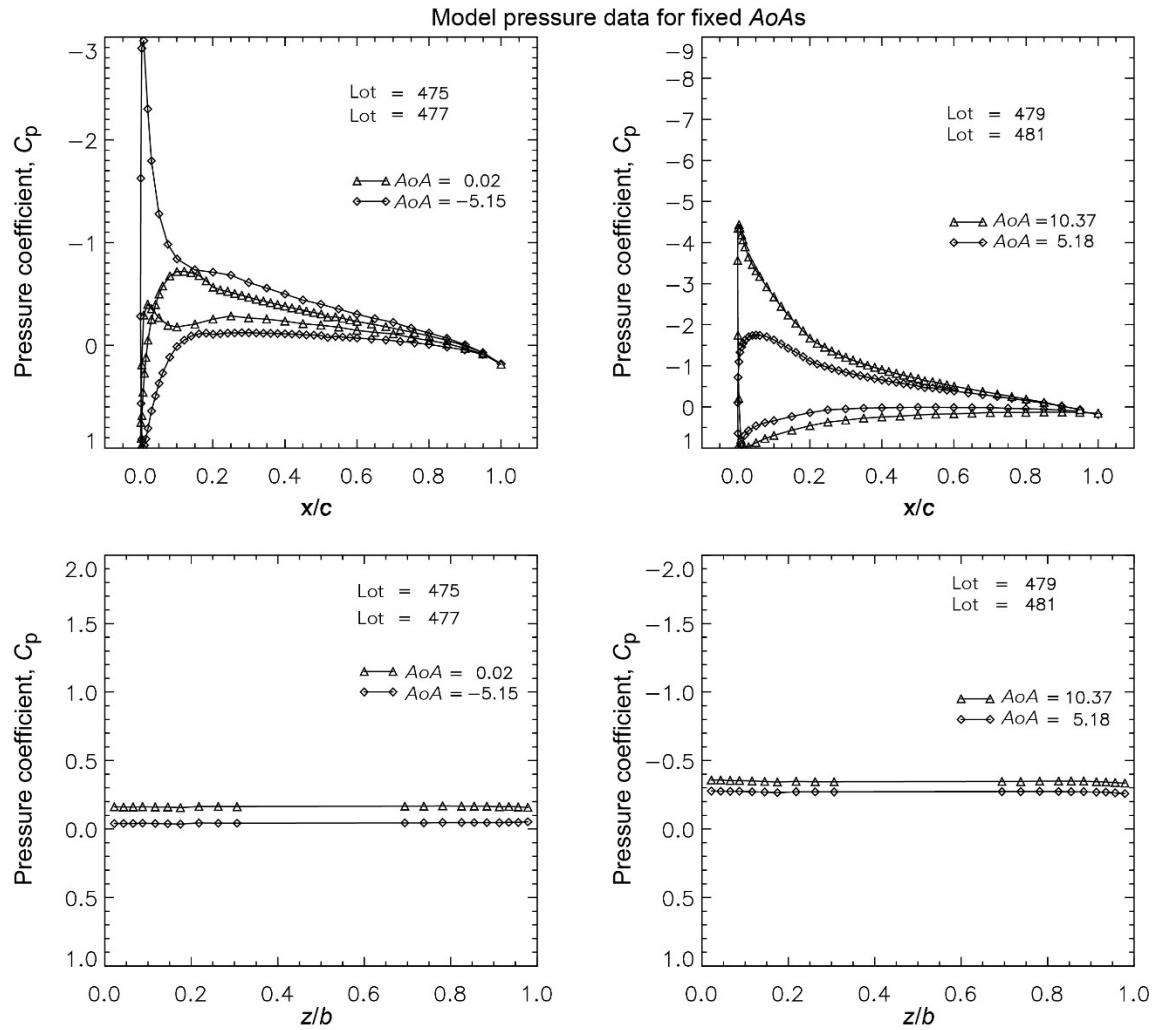 Model pressure data for fixed AoAs
Pressure coefficient, Cp
-3
-2
-1
0
1
Lot = 475
Lot = 477
AoA = 0.02
AoA = -5.15
0.0 0.2 0.4 0.6 0.8 1.0
x/c
Pressure coefficient, Cp
-9
-8
-7
-6
-5
-4
-3
-2
-1
0
1
Lot = 479
Lot = 481
AoA = 10.37
AoA = 5.18
0.0 0.2 0.4 0.6 0.8 1.0
x/c
Pressure coefficient, Cp
2.0
1.5
1.0
0.5
0.0
0.5
1.0
Lot = 475
Lot = 477
AoA = 0.02
AoA = -5.15
0.0 0.2 0.4 0.6 0.8 1.0
z/b
Pressure coefficient, Cp
-2.0
-1.5
-1.0
-0.5
0.0
0.5
1.0
Lot = 479
Lot = 481
AoA = 10.37
AoA = 5.18
0.0 0.2 0.4 0.6 0.8 1.0
z/b